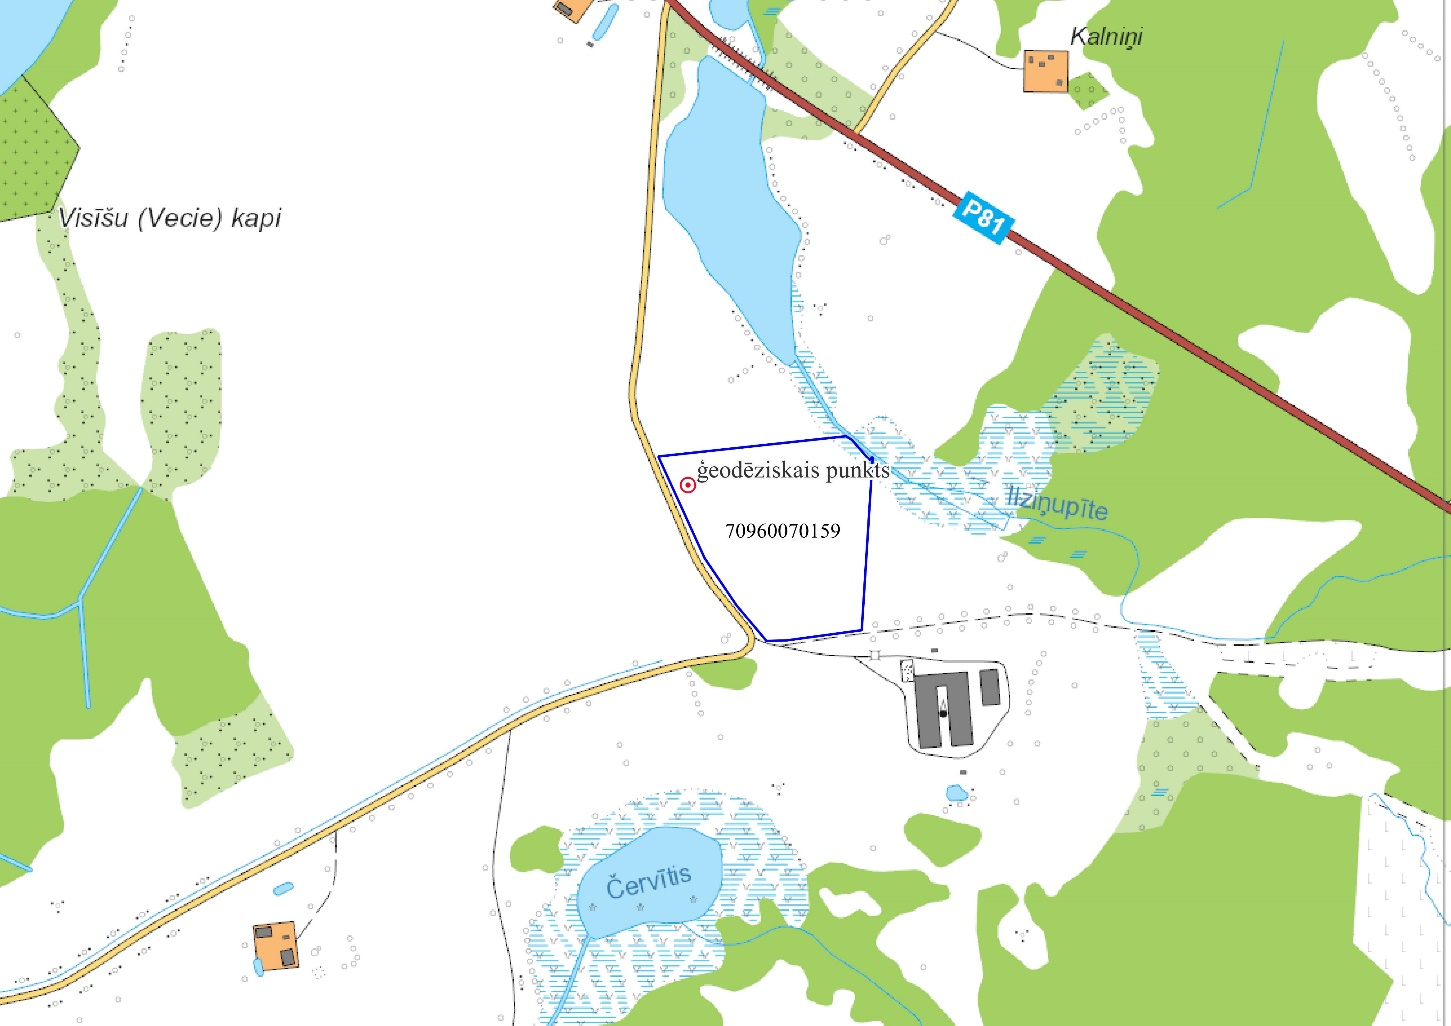 Kalniņi
P81
Visīšu (Vecie) kapi
ģeodēziskais punkts
Ilziņupīte
70960070159
Červītis